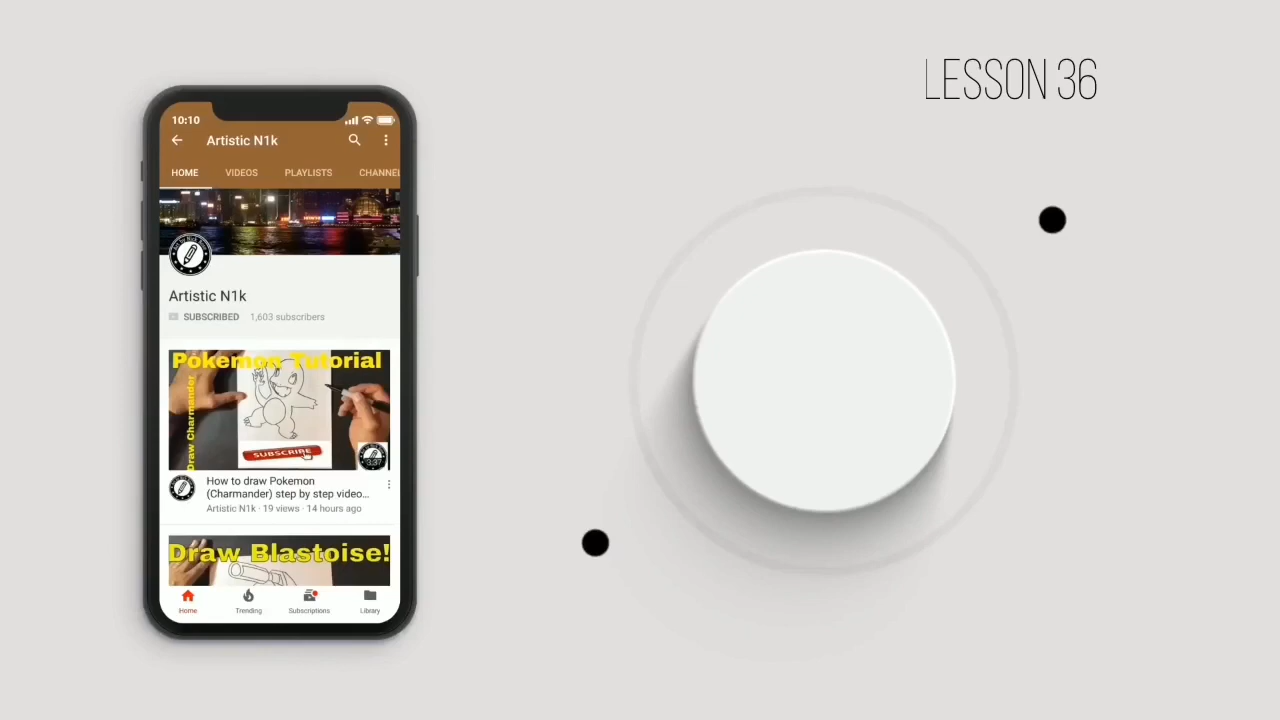 LESSON 36
10:10
Artistic N1k
HOME VIDEOS PLAYLISTS CHANNEL
Artistic N1k
SUBSCRIBED 1,603 subscribers
Pokemon Tutorial
Draw Charmander
SUBSCRIBE
3:37
How to draw Pokemon
(Charmander) step by step video...
Artistic N1k · 19 views · 14 hours ago
Draw Blastoise!
Home Trending Subscriptions Library